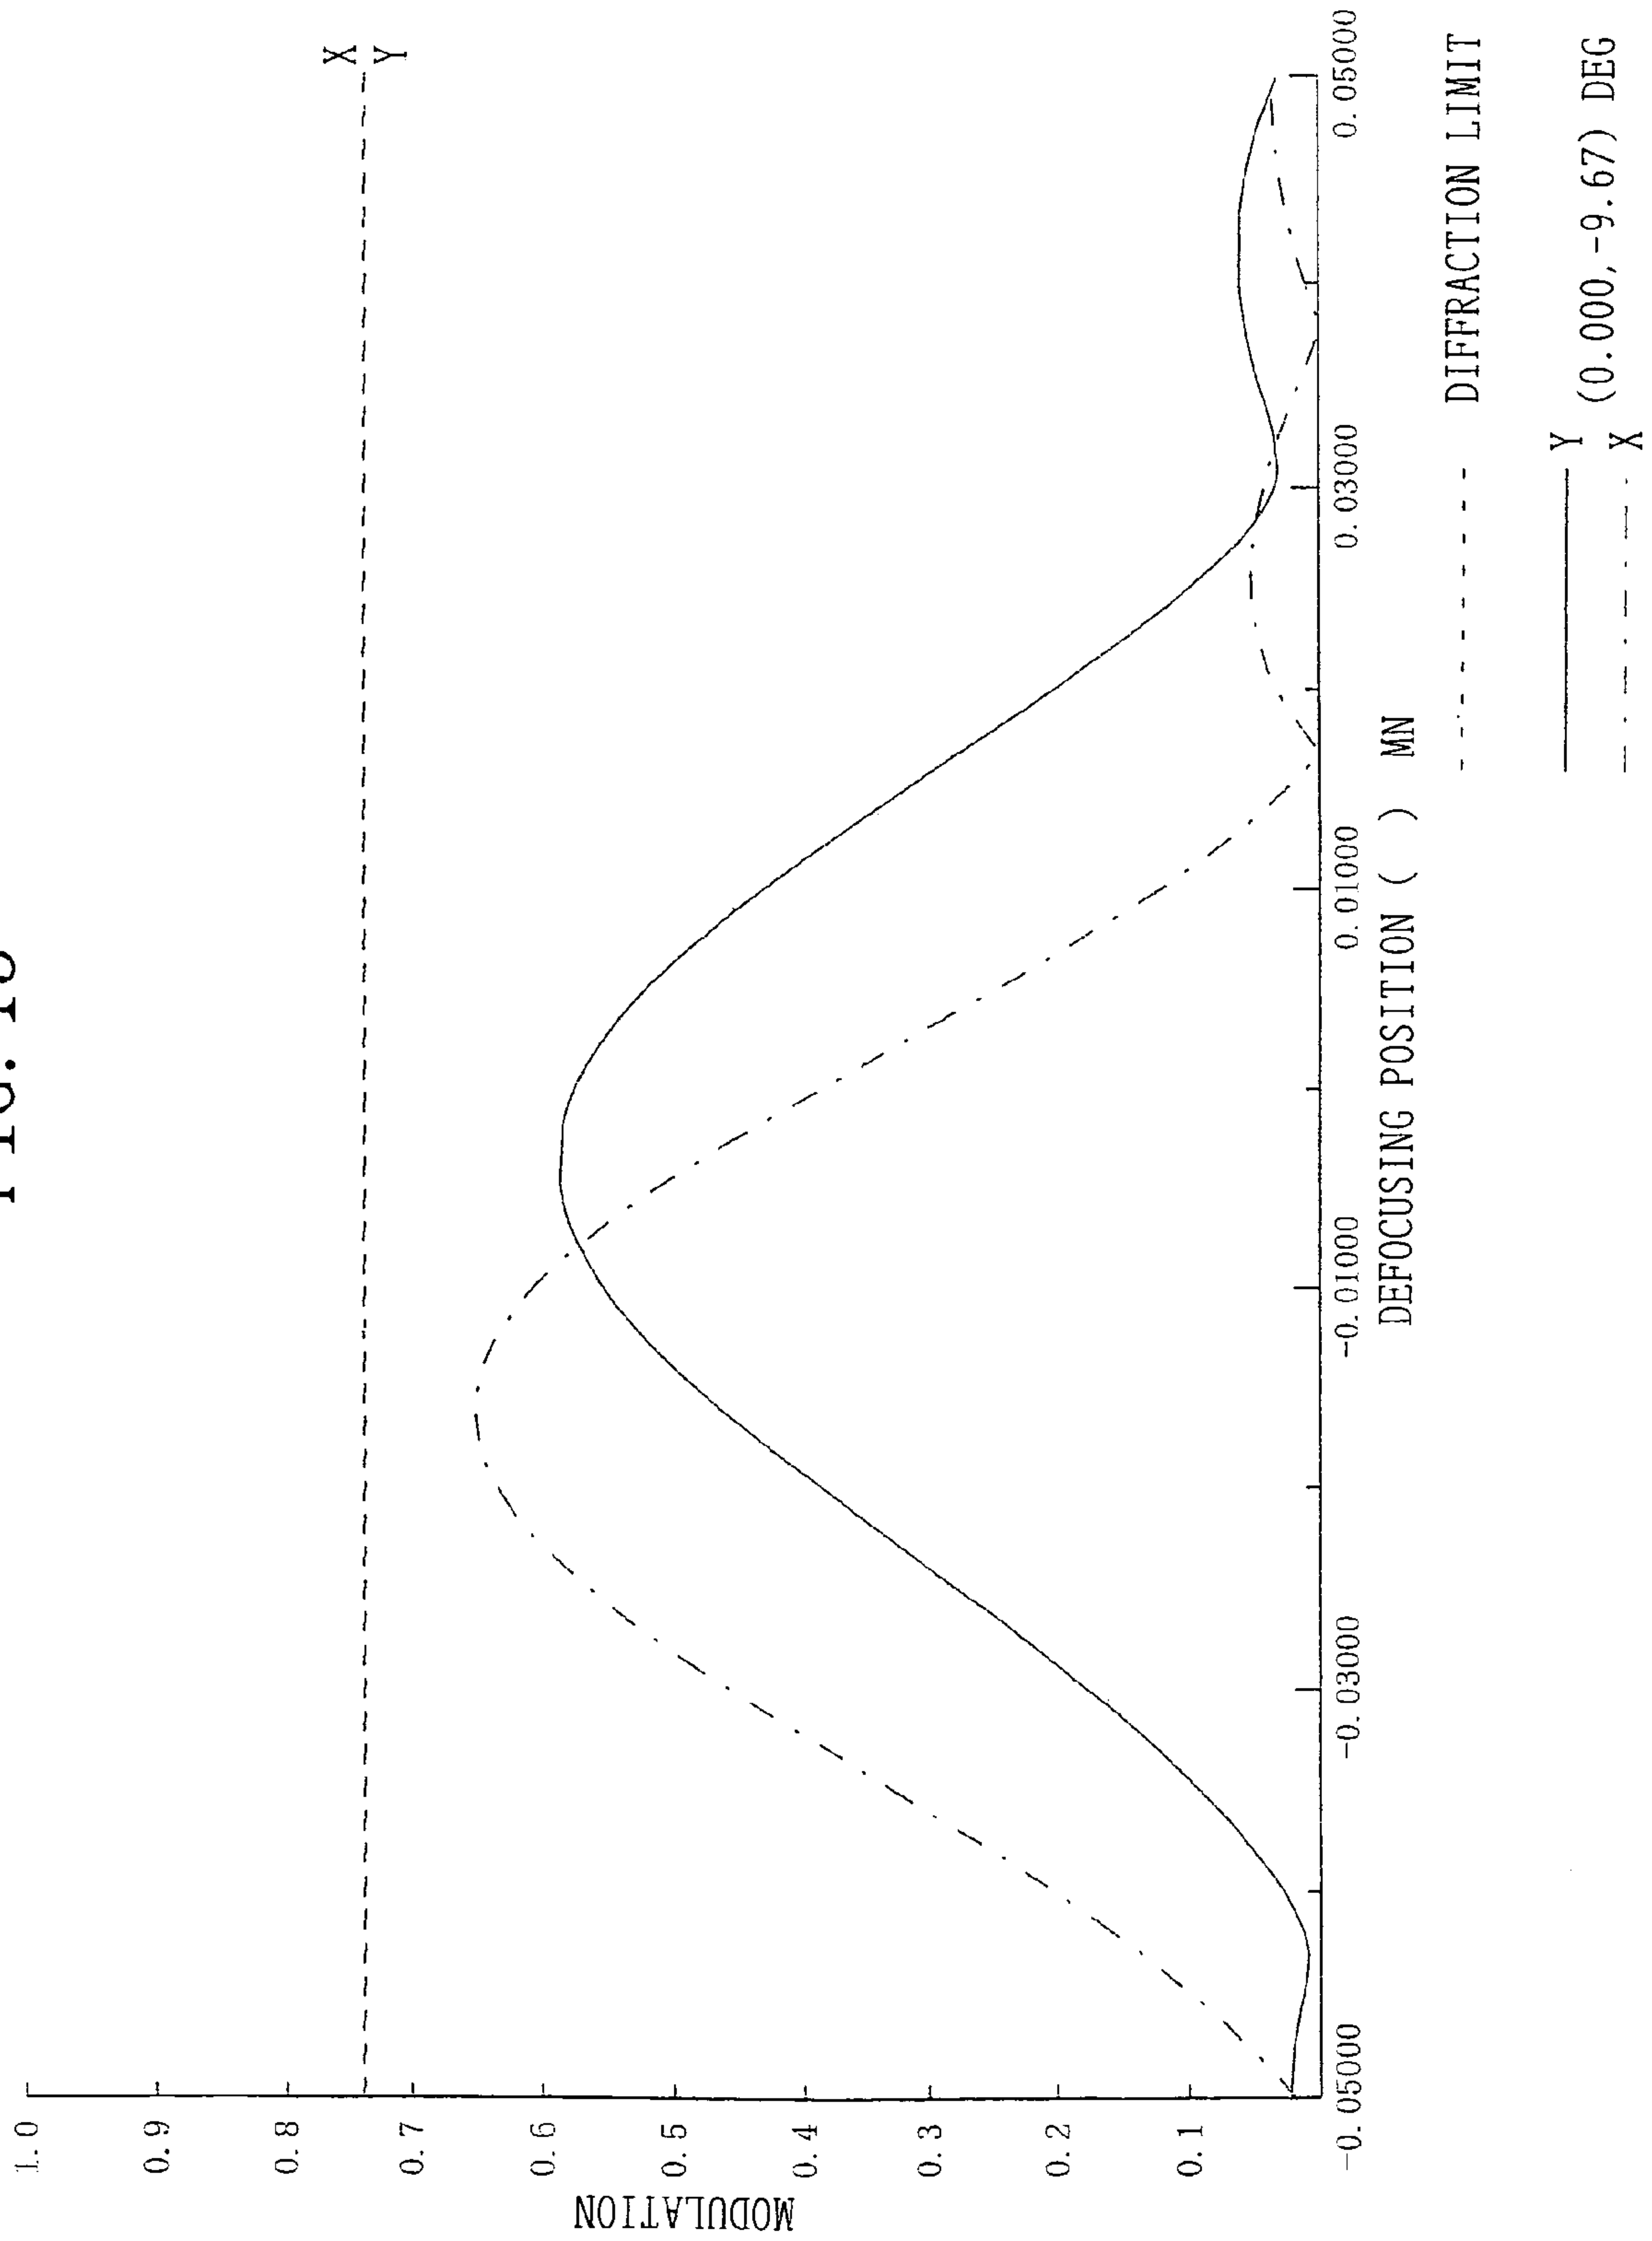 X
Y
1.0
0.9
0.8
0.7
0.6
0.5
0.4
0.3
0.2
0.1
MODULATION
-0.05000
-0.03000
-0.01000
0.01000
0.03000
0.05000
DEFOCUSING POSITION ( ) MN
DIFFRACTION LIMIT
Y (0.000,-9.67) DEG
X